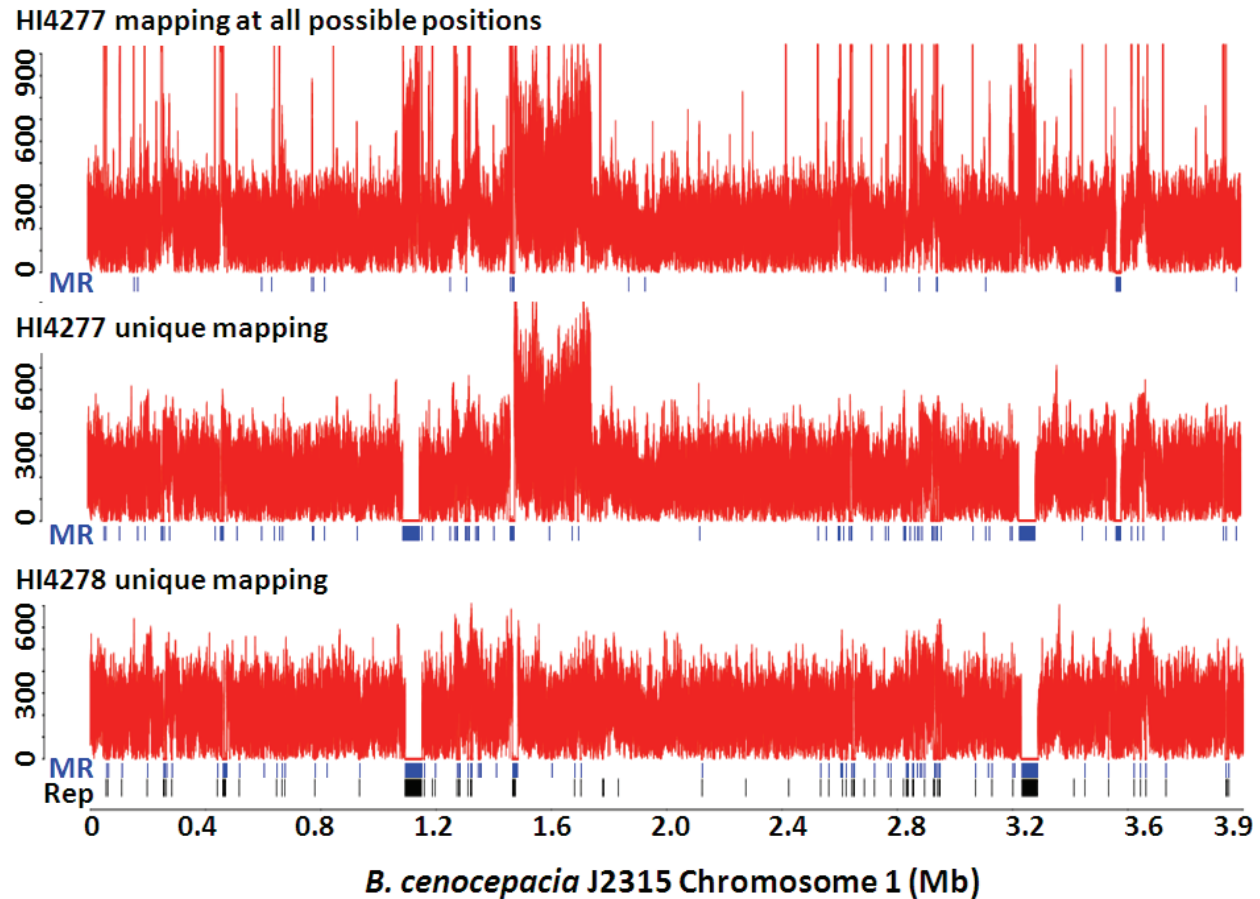 HI4277 mapping at all possible positions
900
600
300
0
MR
HI4277 unique mapping
600
300
0
MR
HI4278 unique mapping
600
300
0
MR
Rep
0 0.4 0.8 1.2 1.6 2.0 2.4 2.8 3.2 3.6 3.9
B. cenocepacia J2315 Chromosome 1 (Mb)